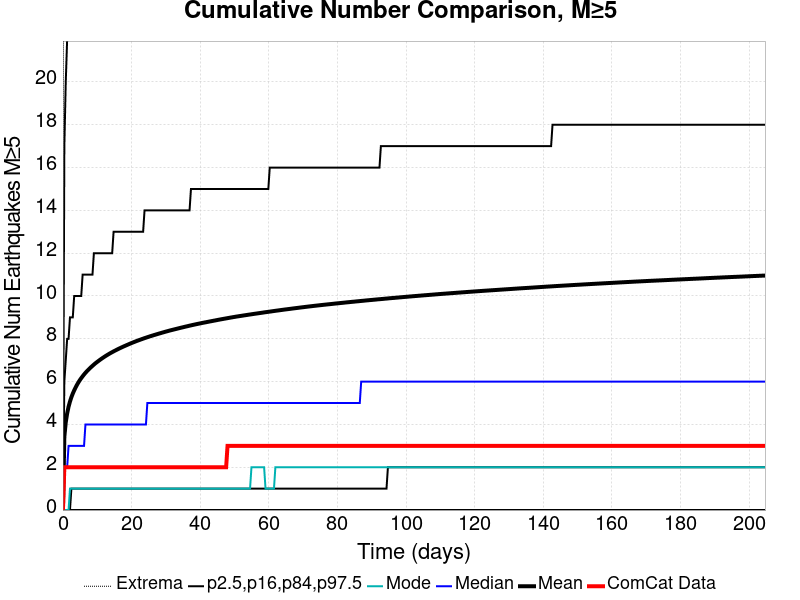 Cumulative Number Comparison, M≥5
Cumulative Num Earthquakes M≥5
20
18
16
14
12
10
8
6
4
2
0
0 20 40 60 80 100 120 140 160 180 200
Time (days)
Extrema p2.5,p16,p84,p97.5 Mode Median Mean ComCat Data